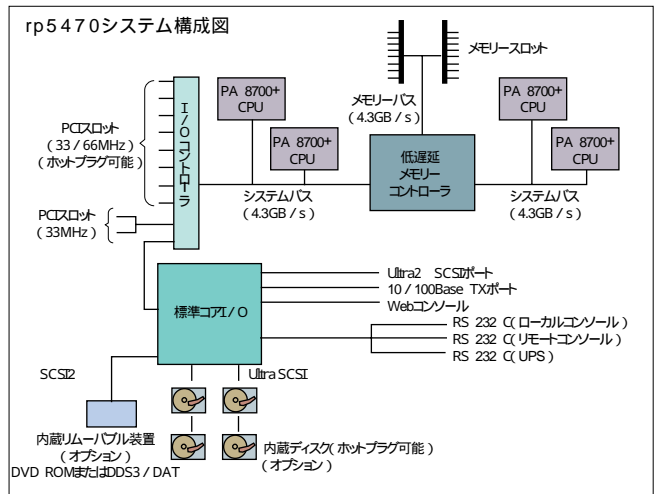 rp5470システム構成図
PA 8700+
CPU
PA 8700+
CPU
メモリースロット
メモリーバス
(4.3GB/s)
PA 8700+
CPU
PA 8700+
CPU
I/Oコントローラ
PCIスロット
(33/66MHz)
(ホットプラグ可能)
低遅延
メモリー
コントローラ
システムバス
(4.3GB/s)
システムバス
(4.3GB/s)
PCIスロット
(33MHz)
標準コアI/O
Ultra2 SCSIポート
10/100Base TXポート
Webコンソール
RS 232 C(ローカルコンソール)
RS 232 C(リモートコンソール)
RS 232 C(UPS)
SCSI2
Ultra SCSI
内蔵リムーバブル装置
(オプション)
DVD ROMまたはDDS3/DAT
内蔵ディスク(ホットプラグ可能)
(オプション)